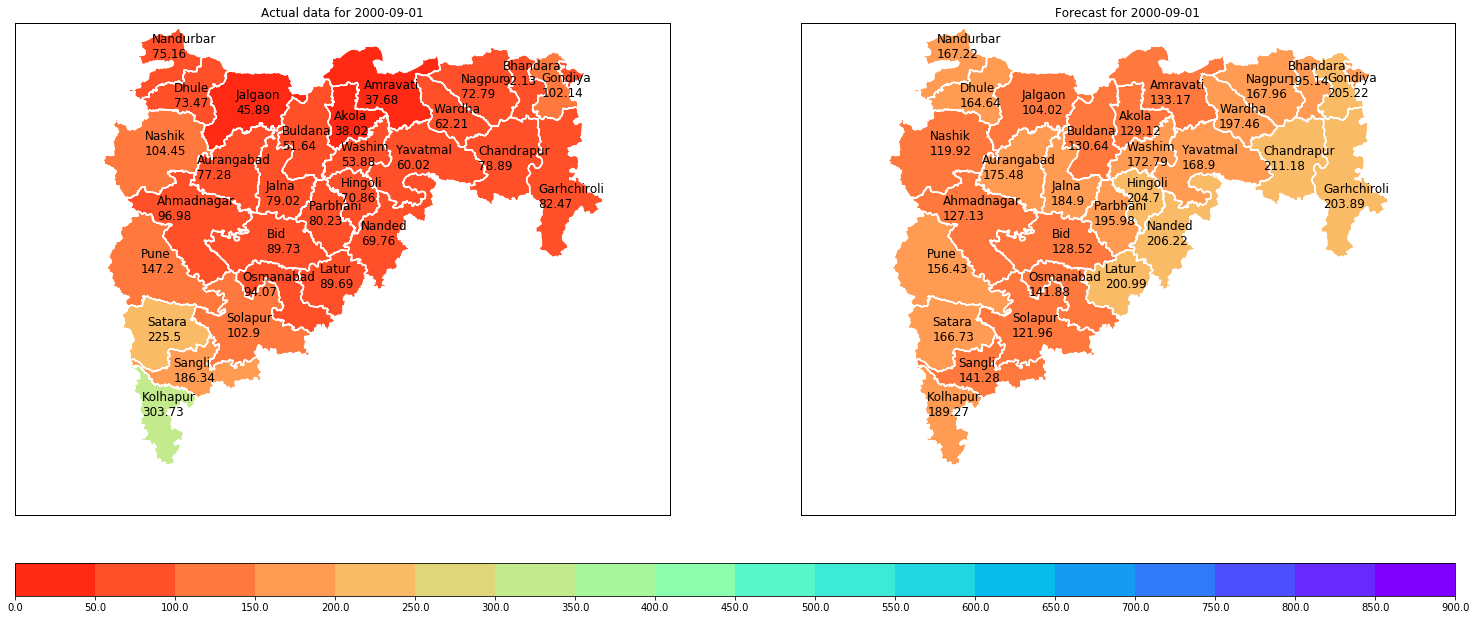 Actual data for 2000-09-01
Nandurbar
75.16
Dhule
73.47
Jalgaon
45.89
Nashik
104.45
Buldana
51.64
Akola
38.02
Amravati
37.68
Washim
53.88
Wardha
62.21
Nagpur
72.79
Bhandara
92.13
Gondiya
102.14
Yavatmal
60.02
Chandrapur
78.89
Garhchiroli
82.47
Aurangabad
77.28
Jalna
79.02
Hingoli
70.86
Parbhani
80.23
Nanded
69.76
Ahmadnagar
96.98
Bid
89.73
Pune
147.2
Osmanabad
94.07
Latur
89.69
Satara
225.5
Solapur
102.9
Sangli
186.34
Kolhapur
303.73
Forecast for 2000-09-01
Nandurbar
167.22
Dhule
164.64
Jalgaon
104.02
Nashik
119.92
Buldana
130.64
Akola
129.12
Amravati
133.17
Washim
172.79
Wardha
197.46
Nagpur
167.96
Bhandara
195.14
Gondiya
205.22
Yavatmal
168.9
Chandrapur
211.18
Garhchiroli
203.89
Aurangabad
175.48
Jalna
184.9
Hingoli
204.7
Parbhani
195.98
Nanded
206.22
Ahmadnagar
127.13
Bid
128.52
Pune
156.43
Osmanabad
141.88
Latur
200.99
Satara
166.73
Solapur
121.96
Sangli
141.28
Kolhapur
189.27
0.0 50.0 100.0 150.0 200.0 250.0 300.0 350.0 400.0 450.0 500.0 550.0 600.0 650.0 700.0 750.0 800.0 850.0 900.0